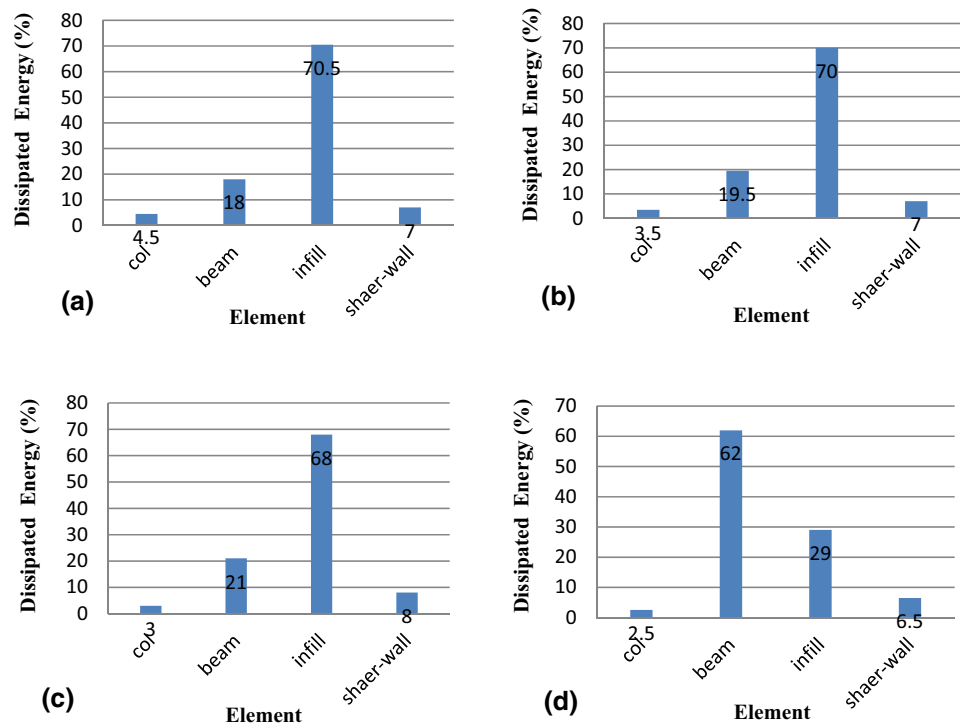 Dissipated Energy (%)
80
70
60
50
40
30
20
10
0
4.5
18
70.5
7
col
beam
infill
shaer-wall
Element
(a)
Dissipated Energy (%)
80
70
60
50
40
30
20
10
0
3.5
19.5
70
7
col
beam
infill
shaer-wall
Element
(b)
Dissipated Energy (%)
80
70
60
50
40
30
20
10
0
3
21
68
8
col
beam
infill
shaer-wall
Element
(c)
Dissipated Energy (%)
70
60
50
40
30
20
10
0
2.5
62
29
6.5
col
beam
infill
shaer-wall
Element
(d)